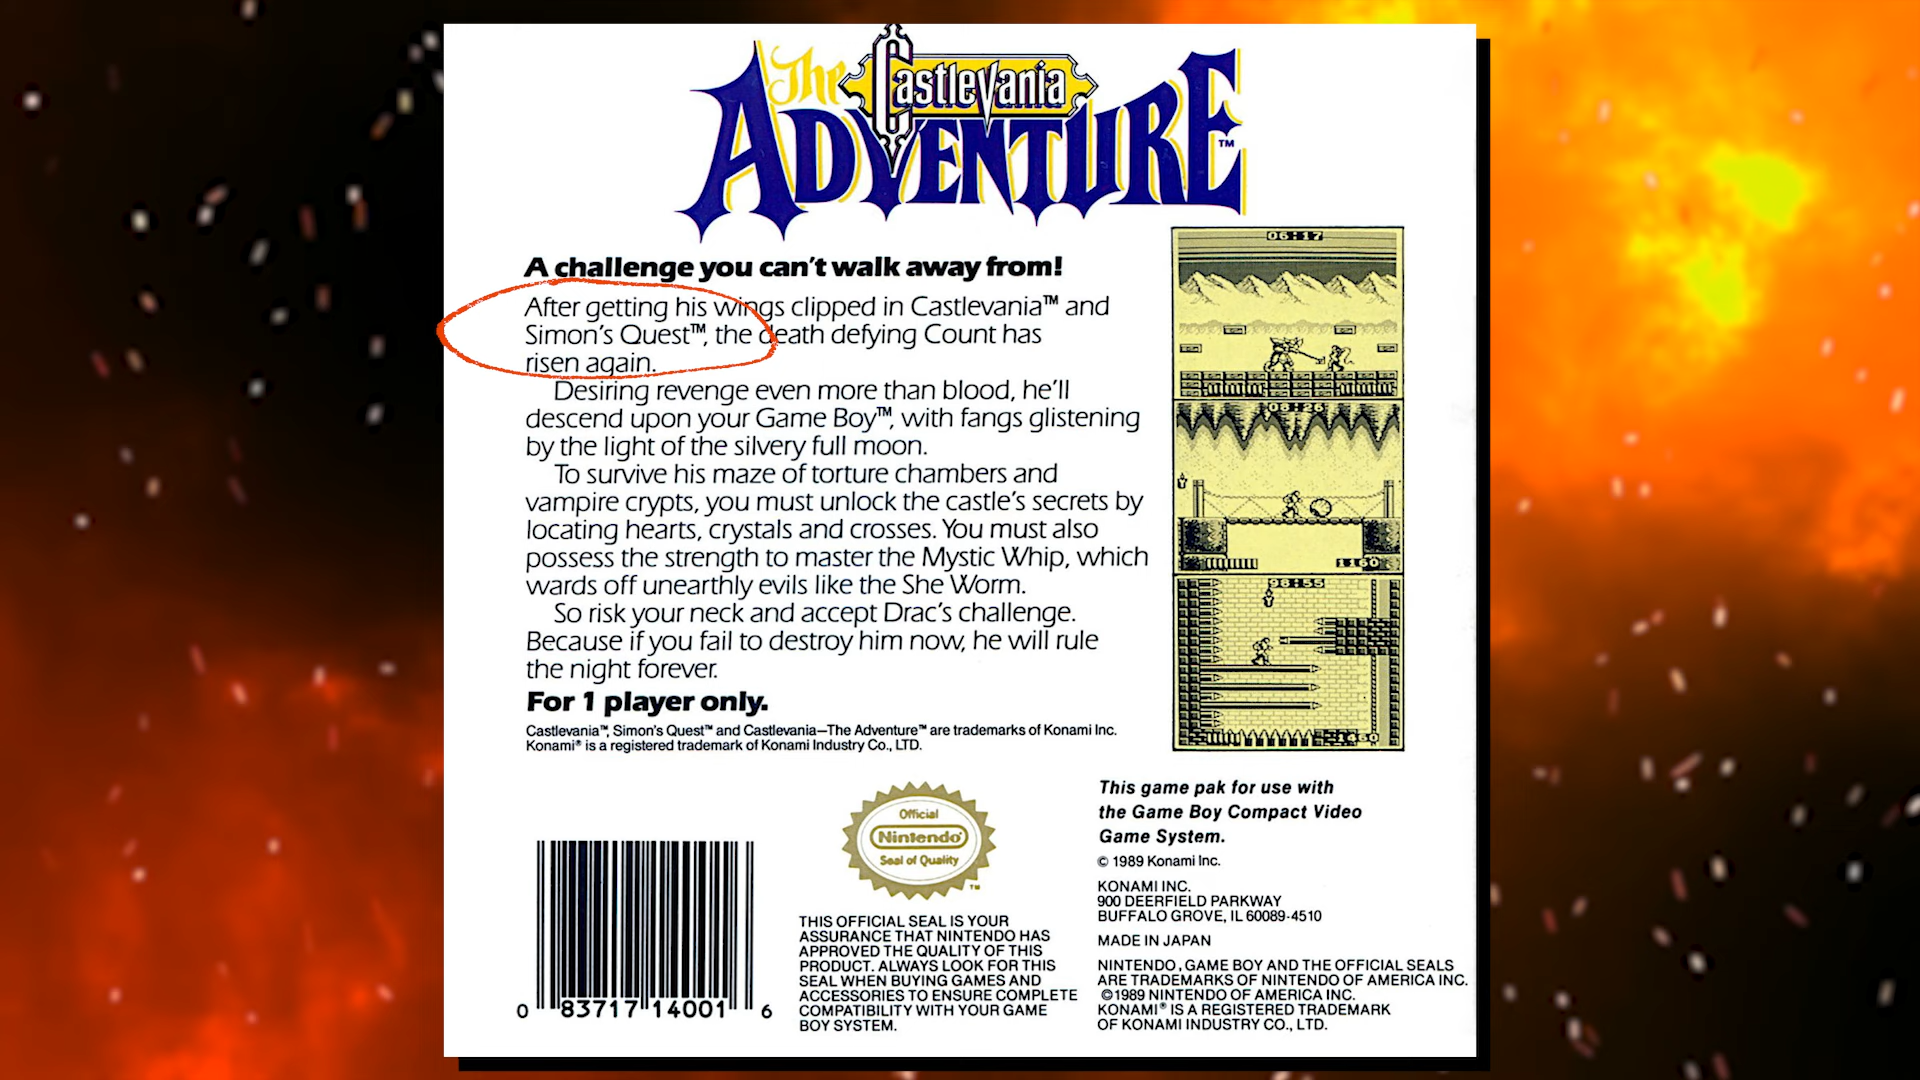 The Castlevania
ADVENTURE™
A challenge you can't walk away from!
After getting his wings clipped in Castlevania™ and
Simon's Quest™, the death defying Count has
risen again.
Desiring revenge even more than blood, he'll
descend upon your Game Boy™, with fangs glistening
by the light of the silvery full moon.
To survive his maze of torture chambers and
vampire crypts, you must unlock the castle's secrets by
locating hearts, crystals and crosses. You must also
possess the strength to master the Mystic Whip, which
wards off unearthly evils like the She Worm.
So risk your neck and accept Drac's challenge.
Because if you fail to destroy him now, he will rule
the night forever.
For 1 player only.
Castlevania™, Simon's Quest™ and Castlevania—The Adventure™ are trademarks of Konami Inc.
Konami® is a registered trademark of Konami Industry Co., LTD.
06:17
08:26
1160
98:55
1460
0 83717 14001 6
Official
Nintendo®
Seal of Quality
TM
THIS OFFICIAL SEAL IS YOUR
ASSURANCE THAT NINTENDO HAS
APPROVED THE QUALITY OF THIS
PRODUCT. ALWAYS LOOK FOR THIS
SEAL WHEN BUYING GAMES AND
ACCESSORIES TO ENSURE COMPLETE
COMPATIBILITY WITH YOUR GAME
BOY SYSTEM.
This game pak for use with
the Game Boy Compact Video
Game System.
© 1989 Konami Inc.
KONAMI INC.
900 DEERFIELD PARKWAY
BUFFALO GROVE, IL 60089-4510
MADE IN JAPAN
NINTENDO, GAME BOY AND THE OFFICIAL SEALS
ARE TRADEMARKS OF NINTENDO OF AMERICA INC.
©1989 NINTENDO OF AMERICA INC.
KONAMI® IS A REGISTERED TRADEMARK
OF KONAMI INDUSTRY CO., LTD.